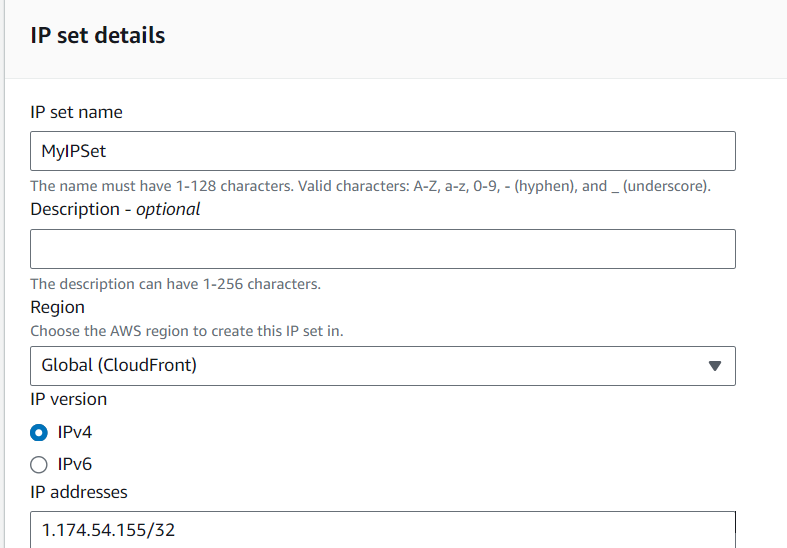 IP set details
IP set name
MyIPSet
The name must have 1-128 characters. Valid characters: A-Z, a-z, 0-9, - (hyphen), and _ (underscore).
Description - optional
The description can have 1-256 characters.
Region
Choose the AWS region to create this IP set in.
Global (CloudFront)
IP version
IPv4
IPv6
IP addresses
1.174.54.155/32